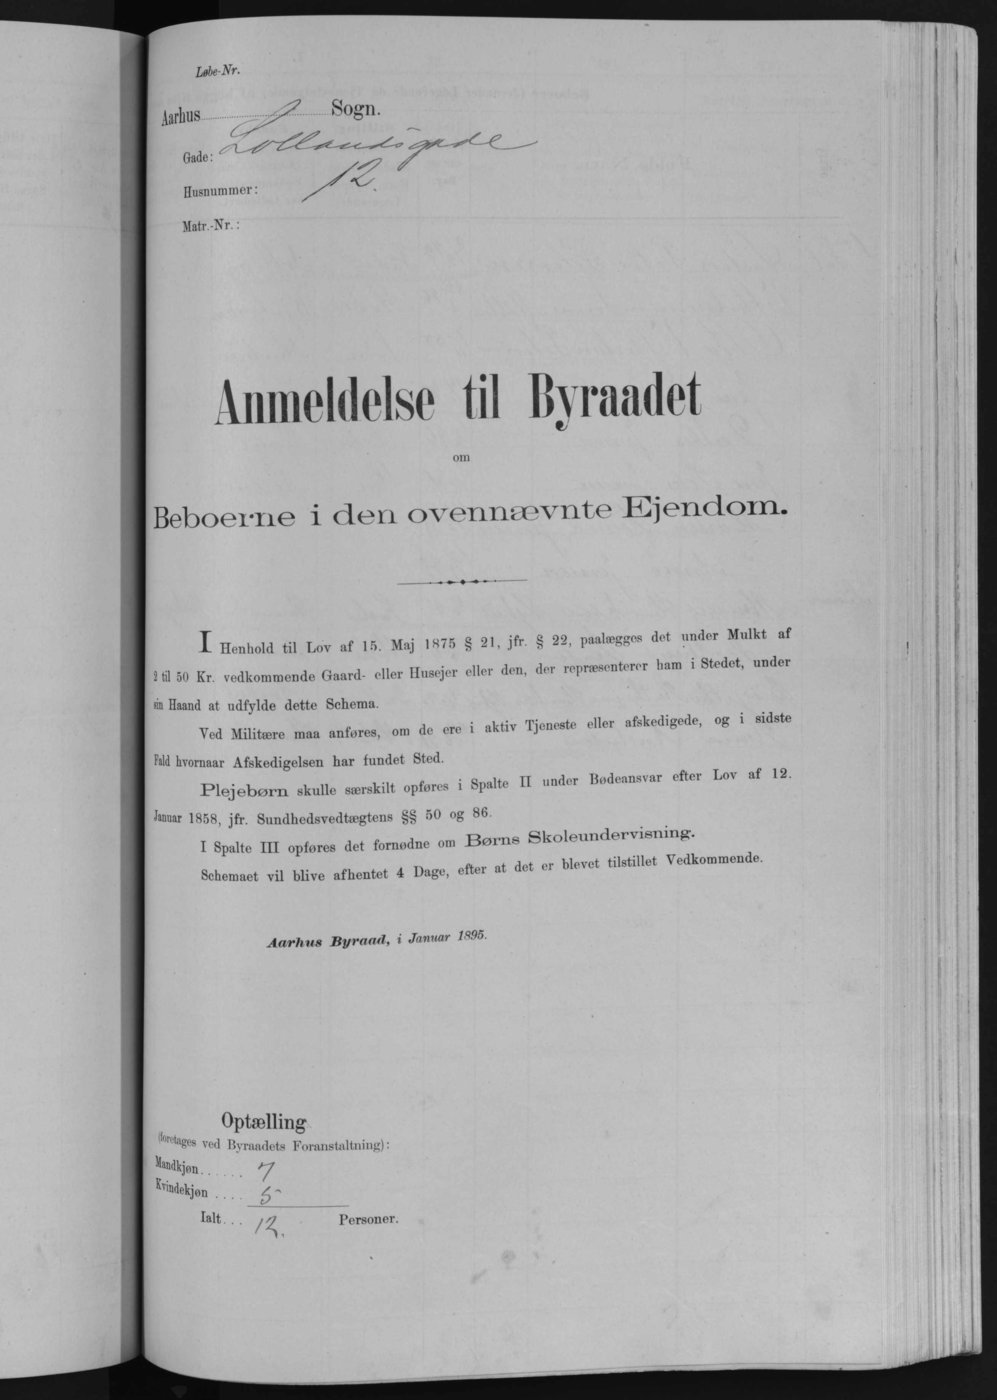 Løbe-Nr.
Aarhus Sogn.
Gade: Lollandsgade
Husnummer: 12.
Matr.-Nr.:
Anmeldelse til Byraadet
om
Beboerne i den ovennævnte Ejendom.
I Henhold til Lov af 15. Maj 1875 § 21, jfr. § 22, paalægges det under Mulkt af
2 til 50 Kr. vedkommende Gaard- eller Husejer eller den, der repræsenterer ham i Stedet, under
sin Haand at udfylde dette Schema.
Ved Militære maa anføres, om de ere i aktiv Tjeneste eller afskedigede, og i sidste
Fald hvornaar Afskedigelsen har fundet Sted.
Plejebørn skulle særskilt opføres i Spalte II under Bødeansvar efter Lov af 12.
Januar 1858, jfr. Sundhedsvedtægtens §§ 50 og 86.
I Spalte III opføres det fornødne om Børns Skoleundervisning.
Schemaet vil blive afhentet 4 Dage, efter at det er blevet tilstillet Vedkommende.
Aarhus Byraad, i Januar 1895.
Optælling
(foretages ved Byraadets Foranstaltning):
Mandkjøn...... 7
Kvindekjøn .... 5
Ialt... 12. Personer.